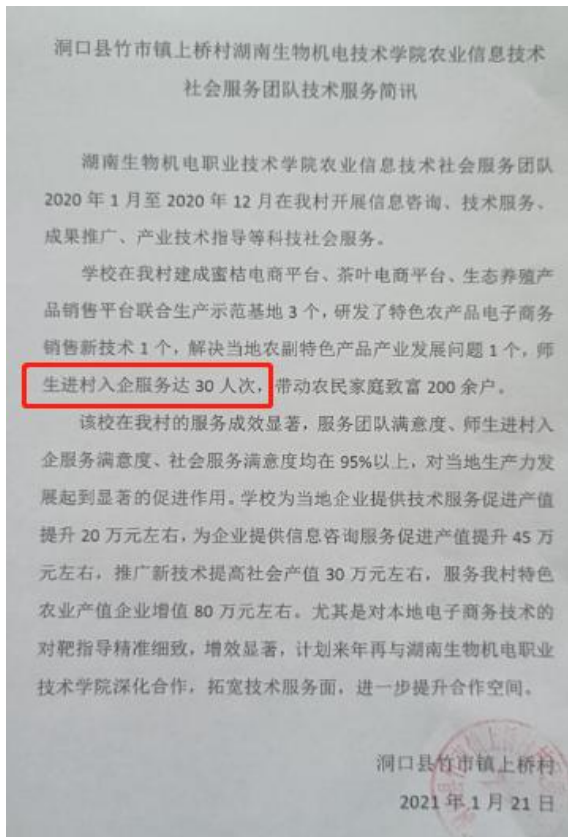 洞口县竹市镇上桥村湖南生物机电技术学院农业信息技术
社会服务团队技术服务简讯
湖南生物机电职业技术学院农业信息技术社会服务团队
2020 年 1 月至 2020 年 12 月在我村开展信息咨询、技术服务、
成果推广、产业技术指导等科技社会服务。
学校在我村建成蜜桔电商平台、茶叶电商平台、生态养殖产
品销售平台联合生产示范基地 3 个，研发了特色农产品电子商务
销售新技术 1 个，解决当地农副特色产品产业发展问题 1 个，师
生进村入企服务达 30 人次，带动农民家庭致富 200 余户。
该校在我村的服务成效显著，服务团队满意度、师生进村入
企服务满意度、社会服务满意度均在 95%以上，对当地生产力发
展起到显著的促进作用。学校为当地企业提供技术服务促进产值
提升 20 万元左右，为企业提供信息咨询服务促进产值提升 45 万
元左右，推广新技术提高社会产值 30 万元左右，服务我村特色
农业产值企业增值 80 万元左右。尤其是对本地电子商务技术的
对靶指导精准细致，增效显著，计划来年再与湖南生物机电职业
技术学院深化合作，拓宽技术服务面，进一步提升合作空间。
洞口县竹市镇上桥村
2021 年 1 月 21 日